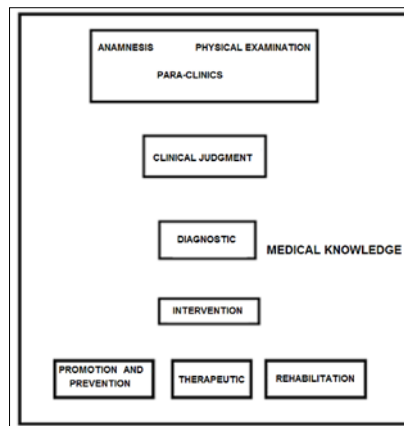 ANAMNESIS PHYSICAL EXAMINATION
PARA-CLINICS
CLINICAL JUDGMENT
DIAGNOSTIC
MEDICAL KNOWLEDGE
INTERVENTION
PROMOTION AND
PREVENTION
THERAPEUTIC
REHABILITATION